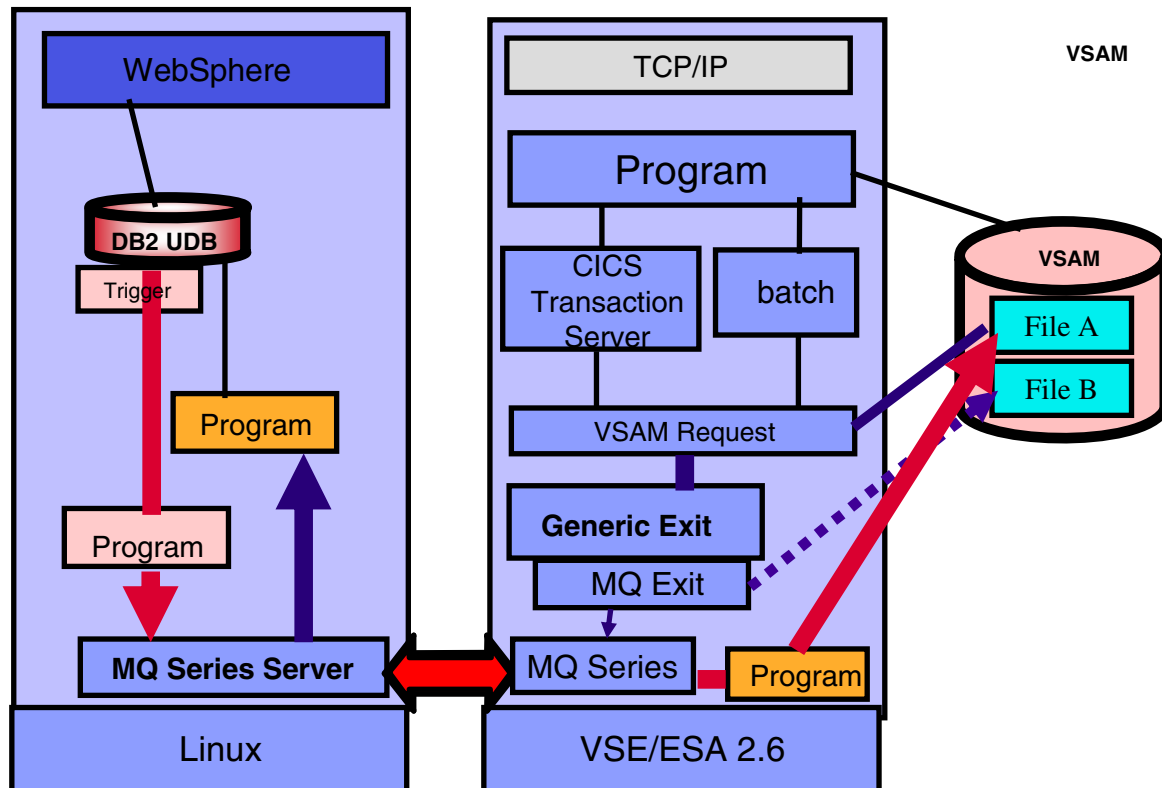 WebSphere
DB2 UDB
Trigger
Program
Program
MQ Series Server
Linux
TCP/IP
Program
CICS
Transaction
Server
batch
VSAM Request
Generic Exit
MQ Exit
MQ Series
Program
VSE/ESA 2.6
VSAM
VSAM
File A
File B